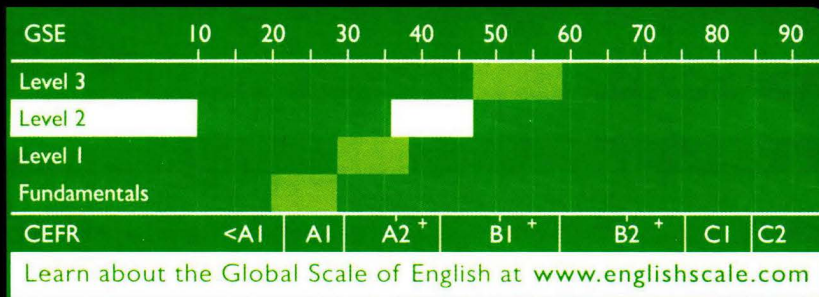 GSE 10 20 30 40 50 60 70 80 90
Level 3
Level 2
Level 1
Fundamentals
CEFR <A1 A1 A2+ B1+ B2+ C1 C2
Learn about the Global Scale of English at www.englishscale.com